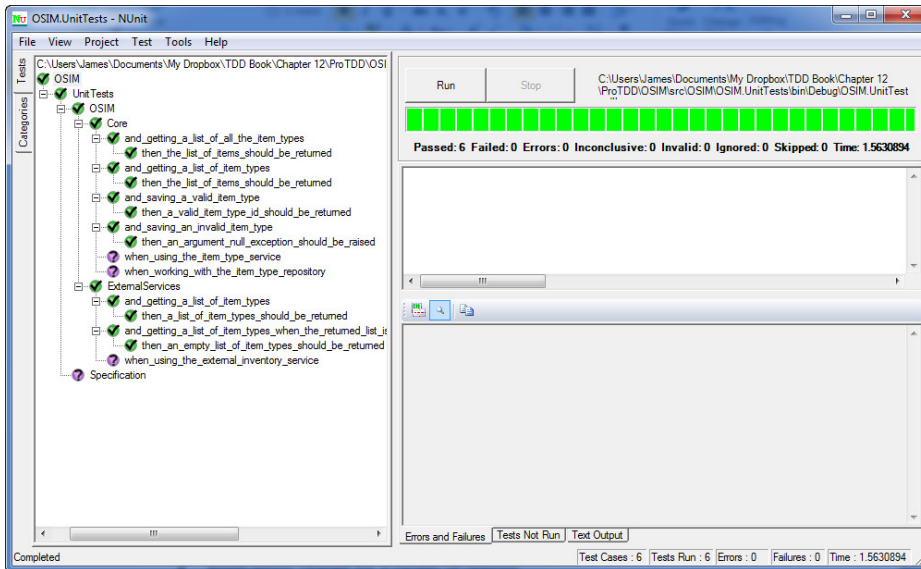 OSIM.UnitTests - NUnit
File View Project Test Tools Help
Tests
Categories
C:\Users\James\Documents\My Dropbox\TDD Book\Chapter 12\ProTDD\OSI
OSIM
UnitTests
OSIM
Core
and_getting_a_list_of_all_the_item_types
then_the_list_of_items_should_be_returned
and_getting_a_list_of_item_types
then_the_list_of_items_should_be_returned
and_saving_a_valid_item_type
then_a_valid_item_type_id_should_be_returned
and_saving_an_invalid_item_type
then_an_argument_null_exception_should_be_raised
when_using_the_item_type_service
when_working_with_the_item_type_repository
ExternalServices
and_getting_a_list_of_item_types
then_a_list_of_item_types_should_be_returned
and_getting_a_list_of_item_types_when_the_returned_list_is
then_an_empty_list_of_item_types_should_be_returned
when_using_the_external_inventory_service
Specification
Run
Stop
C:\Users\James\Documents\My Dropbox\TDD Book\Chapter 12
\ProTDD\OSIM\src\OSIM\OSIM.UnitTests\bin\Debug\OSIM.UnitTest
Passed: 6 Failed: 0 Errors: 0 Inconclusive: 0 Invalid: 0 Ignored: 0 Skipped: 0 Time: 1.5630894
Errors and Failures Tests Not Run Text Output
Completed
Test Cases : 6 Tests Run : 6 Errors : 0 Failures : 0 Time : 1.5630894